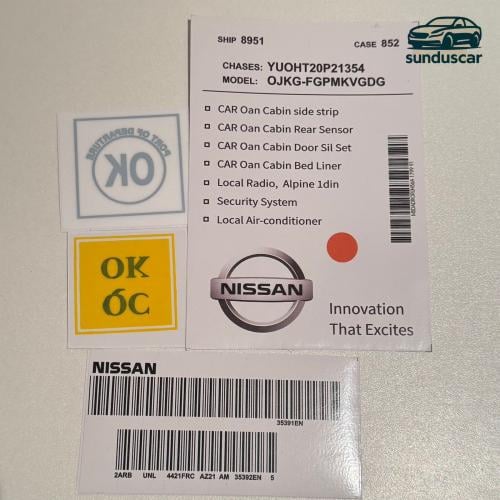 sunduscar
SHIP 8951
CASE 852
CHASES: YUOHT20P21354
MODEL: OJKG-FGPMKVGDG
CAR Oan Cabin side strip
CAR Oan Cabin Rear Sensor
CAR Oan Cabin Door Sil Set
CAR Oan Cabin Bed Liner
Local Radio, Alpine 1din
Security System
Local Air-conditioner
NISSAN
Innovation
That Excites
PORT OF DEPARTURE
OK
OK
NISSAN
35391EN
2ARB UNL 4421FRC AZ21 AM 35392EN 5